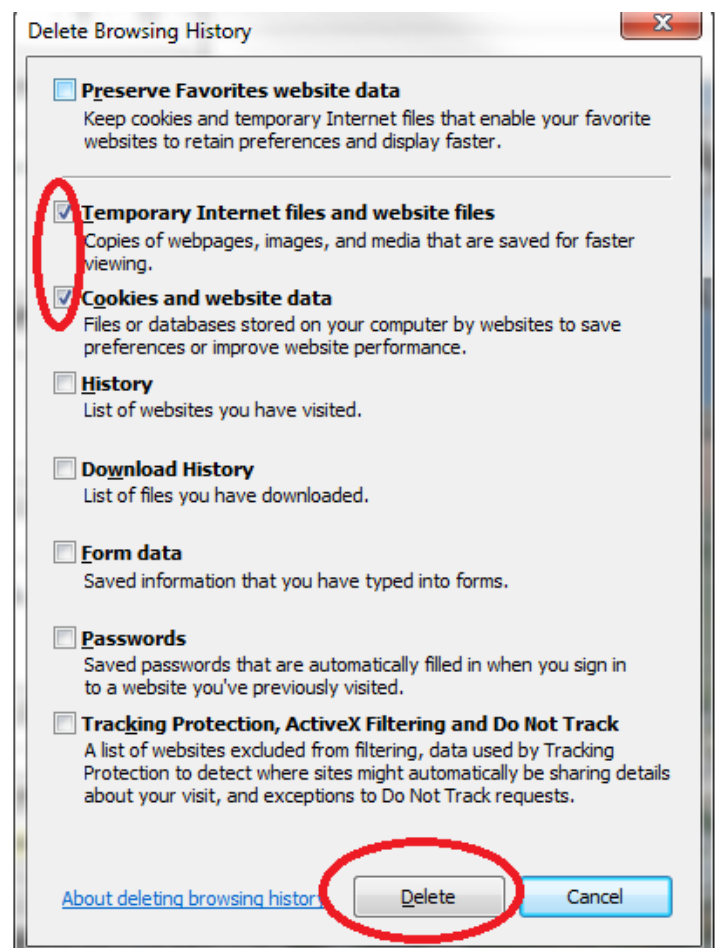 Delete Browsing History
X
Preserve Favorites website data
Keep cookies and temporary Internet files that enable your favorite
websites to retain preferences and display faster.
Temporary Internet files and website files
Copies of webpages, images, and media that are saved for faster
viewing.
Cookies and website data
Files or databases stored on your computer by websites to save
preferences or improve website performance.
History
List of websites you have visited.
Download History
List of files you have downloaded.
Form data
Saved information that you have typed into forms.
Passwords
Saved passwords that are automatically filled in when you sign in
to a website you've previously visited.
Tracking Protection, ActiveX Filtering and Do Not Track
A list of websites excluded from filtering, data used by Tracking
Protection to detect where sites might automatically be sharing details
about your visit, and exceptions to Do Not Track requests.
About deleting browsing history Delete Cancel